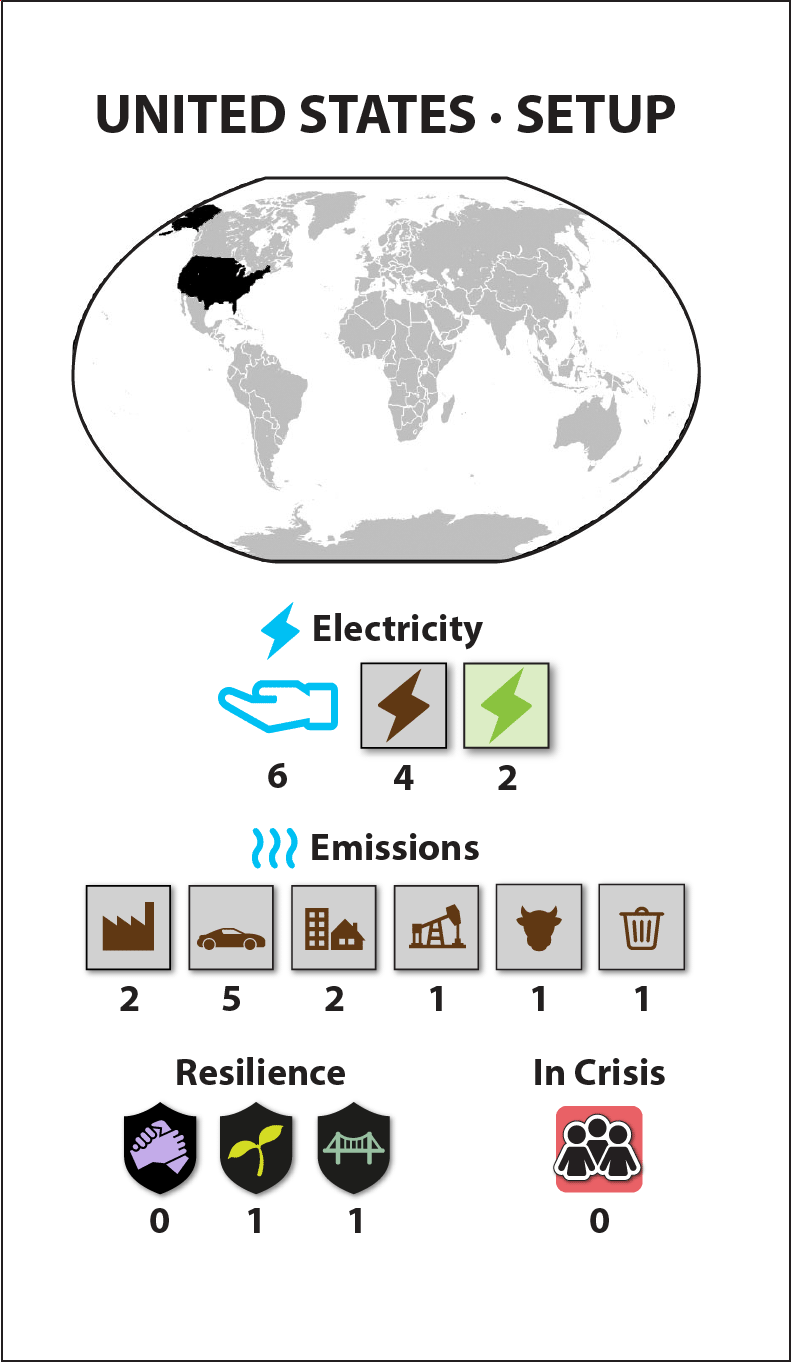 UNITED STATES · SETUP
Electricity
6 4 2
Emissions
2 5 2 1 1 1
Resilience In Crisis
0 1 1 0